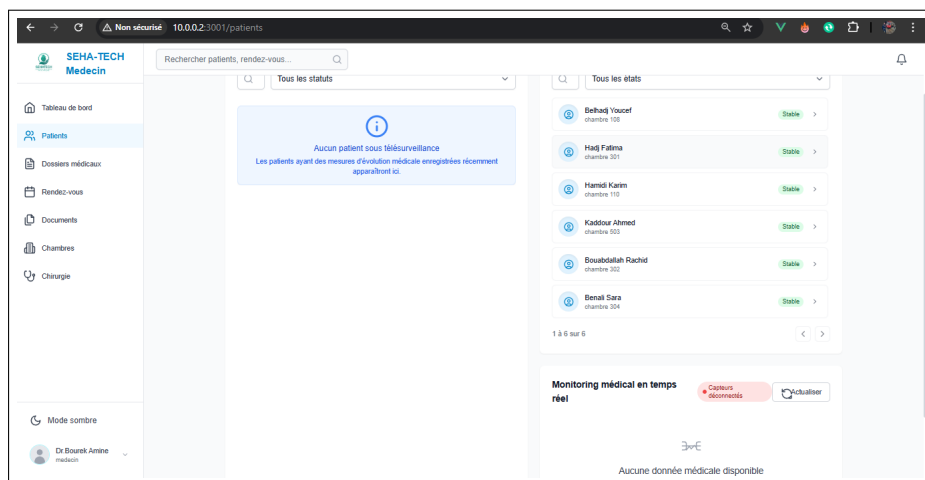 Non sécurisé 10.0.0.2:3001/patients
SEHA-TECH
Medecin
Rechercher patients, rendez-vous...
Tableau de bord
Patients
Dossiers médicaux
Rendez-vous
Documents
Chambres
Chirurgie
Mode sombre
Dr.Bourek Amine
medecin
Tous les statuts
Aucun patient sous télésurveillance
Les patients ayant des mesures d'évolution médicale enregistrées récemment
apparaîtront ici.
Tous les états
Belhadj Youcef
chambre 108
Stable
Hadj Fatima
chambre 301
Stable
Hamidi Karim
chambre 110
Stable
Kaddour Ahmed
chambre 503
Stable
Bouabdallah Rachid
chambre 302
Stable
Benali Sara
chambre 304
Stable
1 à 6 sur 6
Monitoring médical en temps
réel
Capteurs
déconnectés
Actualiser
Aucune donnée médicale disponible